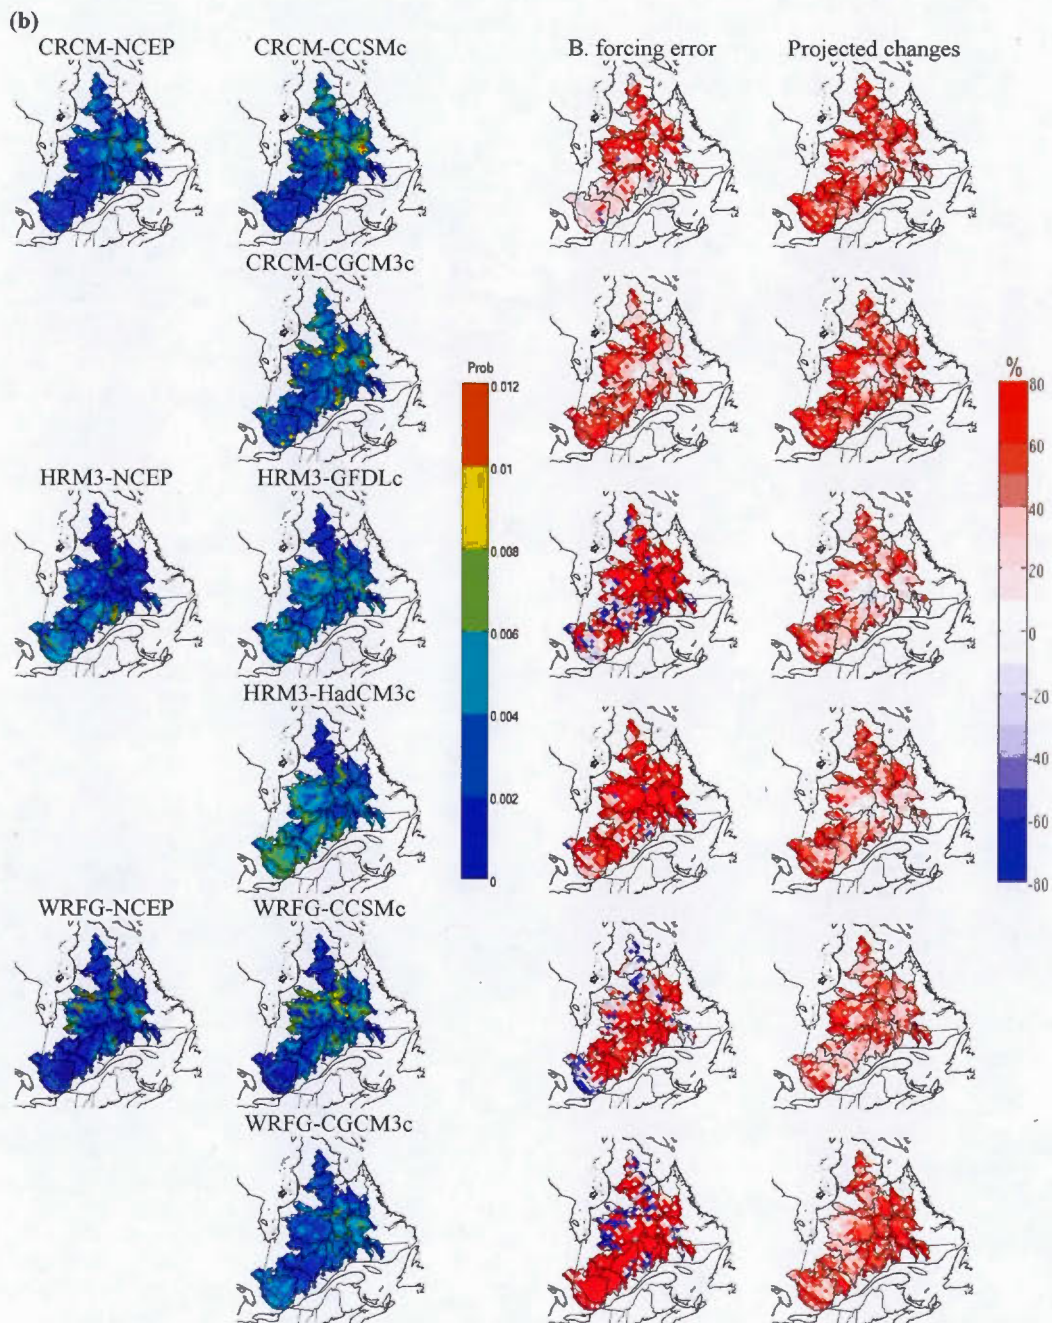 (b)
CRCM-NCEP
CRCM-CCSMc
B. forcing error
Projected changes
CRCM-CGCM3c
Prob
0.012
0.01
0.008
0.006
0.004
0.002
0
%
80
60
40
20
0
-20
-40
-60
-80
HRM3-NCEP
HRM3-GFDLc
HRM3-HadCM3c
WRFG-NCEP
WRFG-CCSMc
WRFG-CGCM3c